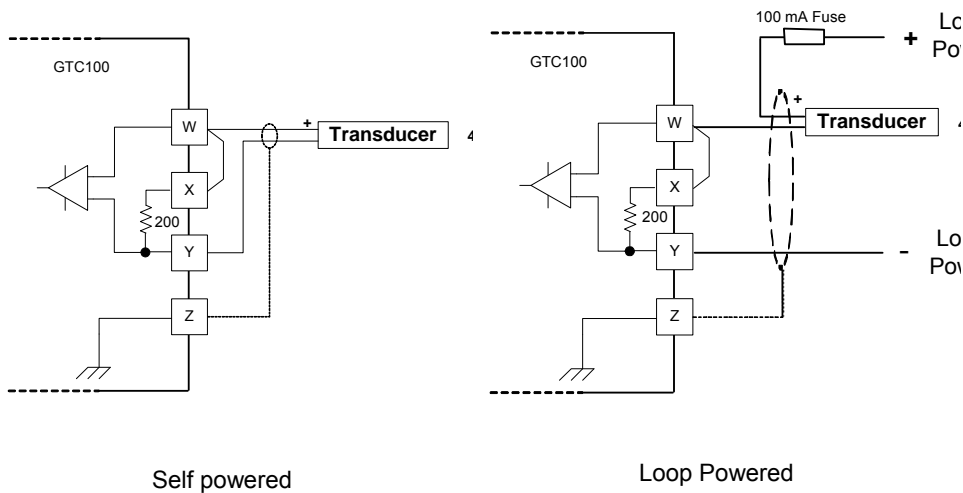 GTC100
W
+
Transducer
X
200
Y
Z
Self powered
100 mA Fuse
+
GTC100
W
+
Transducer
X
200
Y
-
Z
Loop Powered